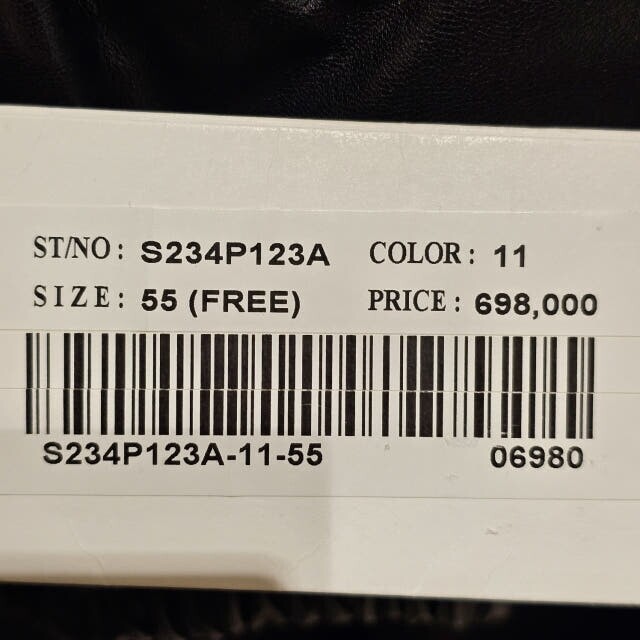 ST/NO: S234P123A COLOR: 11
SIZE: 55 (FREE) PRICE: 698,000
S234P123A-11-55 06980